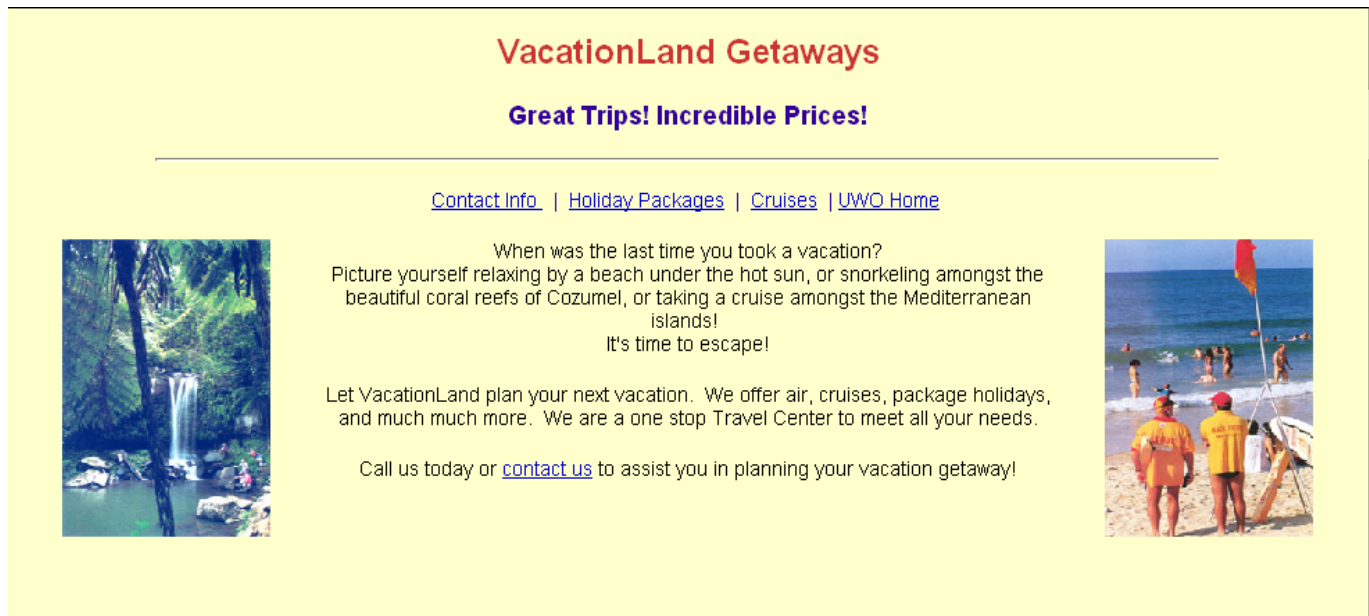 VacationLand Getaways
Great Trips! Incredible Prices!
Contact Info  |  Holiday Packages  |  Cruises  | UWO Home
When was the last time you took a vacation?
Picture yourself relaxing by a beach under the hot sun, or snorkeling amongst the
beautiful coral reefs of Cozumel, or taking a cruise amongst the Mediterranean
islands!
It's time to escape!
Let VacationLand plan your next vacation.  We offer air, cruises, package holidays,
and much much more.  We are a one stop Travel Center to meet all your needs.
Call us today or contact us to assist you in planning your vacation getaway!